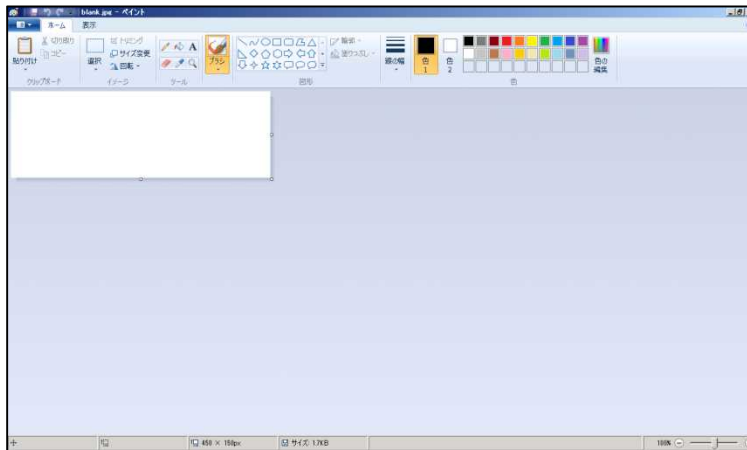 blank.jpg - ペイント
ホーム 表示
貼り付け
切り取り
コピー
クリップボード
選択
トリミング
サイズ変更
回転
イメージ
A
ツール
ブラシ
輪郭
塗りつぶし
図形
線の幅
色
1
色
2
色の
編集
色
450 × 150px
サイズ: 1.7KB
100%